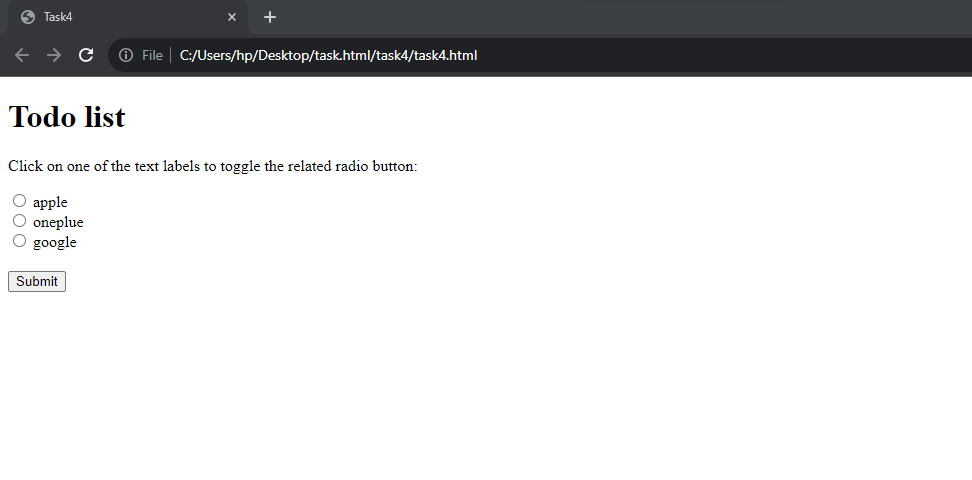 Task4
File C:/Users/hp/Desktop/task.html/task4/task4.html
Todo list
Click on one of the text labels to toggle the related radio button:
apple
oneplue
google
Submit